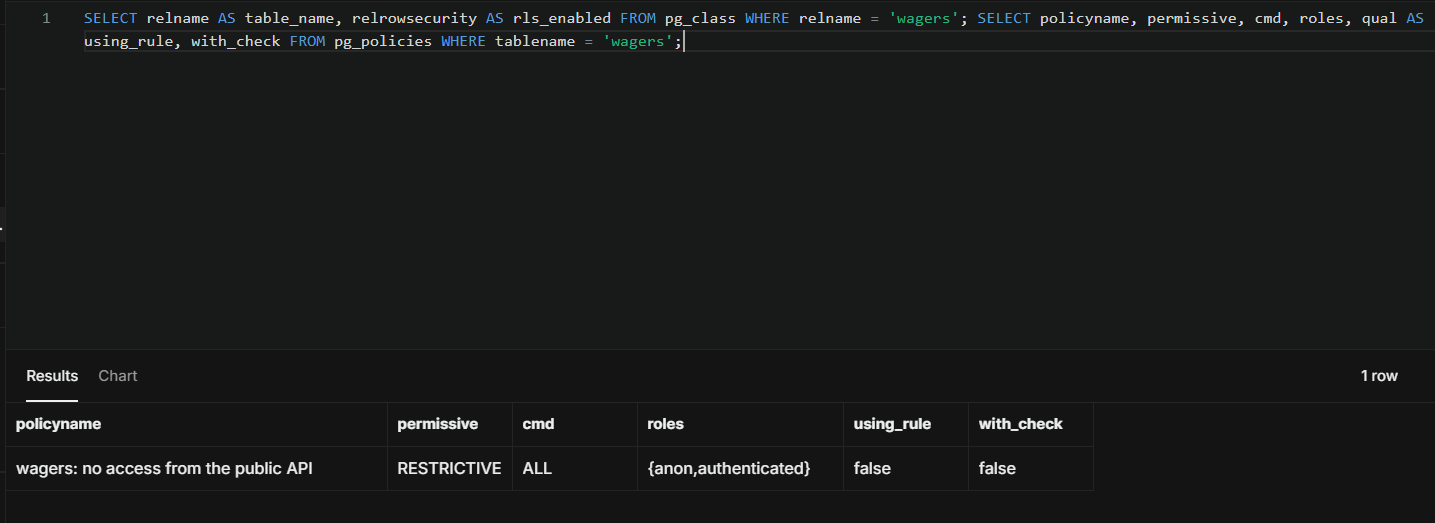 1 SELECT relname AS table_name, relrowsecurity AS rls_enabled FROM pg_class WHERE relname = 'wagers'; SELECT policyname, permissive, cmd, roles, qual AS
using_rule, with_check FROM pg_policies WHERE tablename = 'wagers';
Results Chart 1 row
policyname permissive cmd roles using_rule with_check
wagers: no access from the public API RESTRICTIVE ALL {anon,authenticated} false false